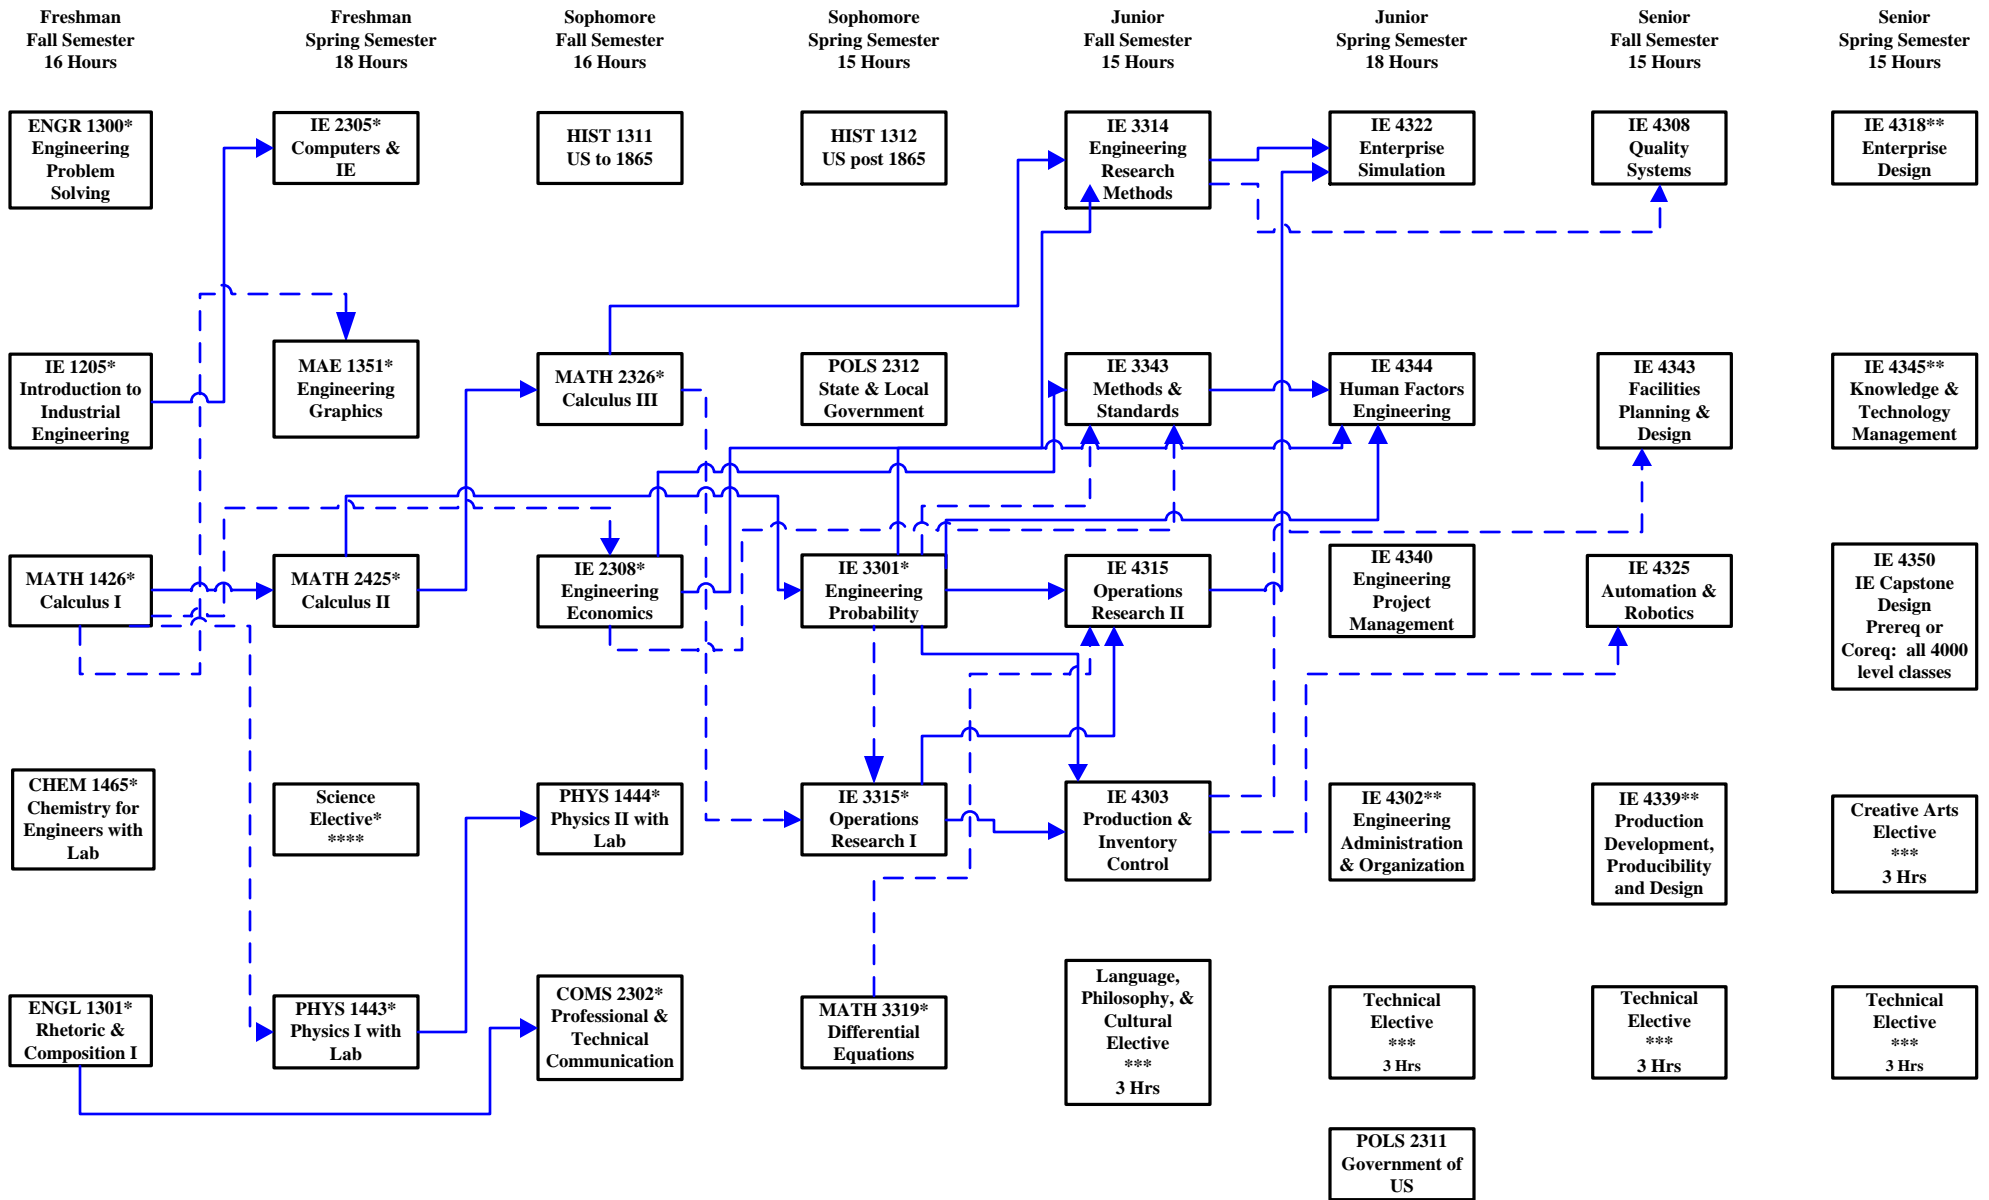 Freshman
Fall Semester
16 Hours
Freshman
Spring Semester
18 Hours
Sophomore
Fall Semester
16 Hours
Sophomore
Spring Semester
15 Hours
Junior
Fall Semester
15 Hours
Junior
Spring Semester
18 Hours
Senior
Fall Semester
15 Hours
Senior
Spring Semester
15 Hours
ENGR 1300*
Engineering
Problem
Solving
IE 2305*
Computers &
IE
HIST 1311
US to 1865
HIST 1312
US post 1865
IE 3314
Engineering
Research
Methods
IE 4322
Enterprise
Simulation
IE 4308
Quality
Systems
IE 4318**
Enterprise
Design
IE 1205*
Introduction to
Industrial
Engineering
MAE 1351*
Engineering
Graphics
MATH 2326*
Calculus III
POLS 2312
State & Local
Government
IE 3343
Methods &
Standards
IE 4344
Human Factors
Engineering
IE 4343
Facilities
Planning &
Design
IE 4345**
Knowledge &
Technology
Management
MATH 1426*
Calculus I
MATH 2425*
Calculus II
IE 2308*
Engineering
Economics
IE 3301*
Engineering
Probability
IE 4315
Operations
Research II
IE 4340
Engineering
Project
Management
IE 4325
Automation &
Robotics
IE 4350
IE Capstone
Design
Prereq or
Coreq: all 4000
level classes
CHEM 1465*
Chemistry for
Engineers with
Lab
Science
Elective*
****
PHYS 1444*
Physics II with
Lab
IE 3315*
Operations
Research I
IE 4303
Production &
Inventory
Control
IE 4302**
Engineering
Administration
& Organization
IE 4339**
Production
Development,
Producibility
and Design
Creative Arts
Elective
***
3 Hrs
ENGL 1301*
Rhetoric &
Composition I
PHYS 1443*
Physics I with
Lab
COMS 2302*
Professional &
Technical
Communication
MATH 3319*
Differential
Equations
Language,
Philosophy, &
Cultural
Elective
***
3 Hrs
Technical
Elective
***
3 Hrs
Technical
Elective
***
3 Hrs
Technical
Elective
***
3 Hrs
POLS 2311
Government of
US